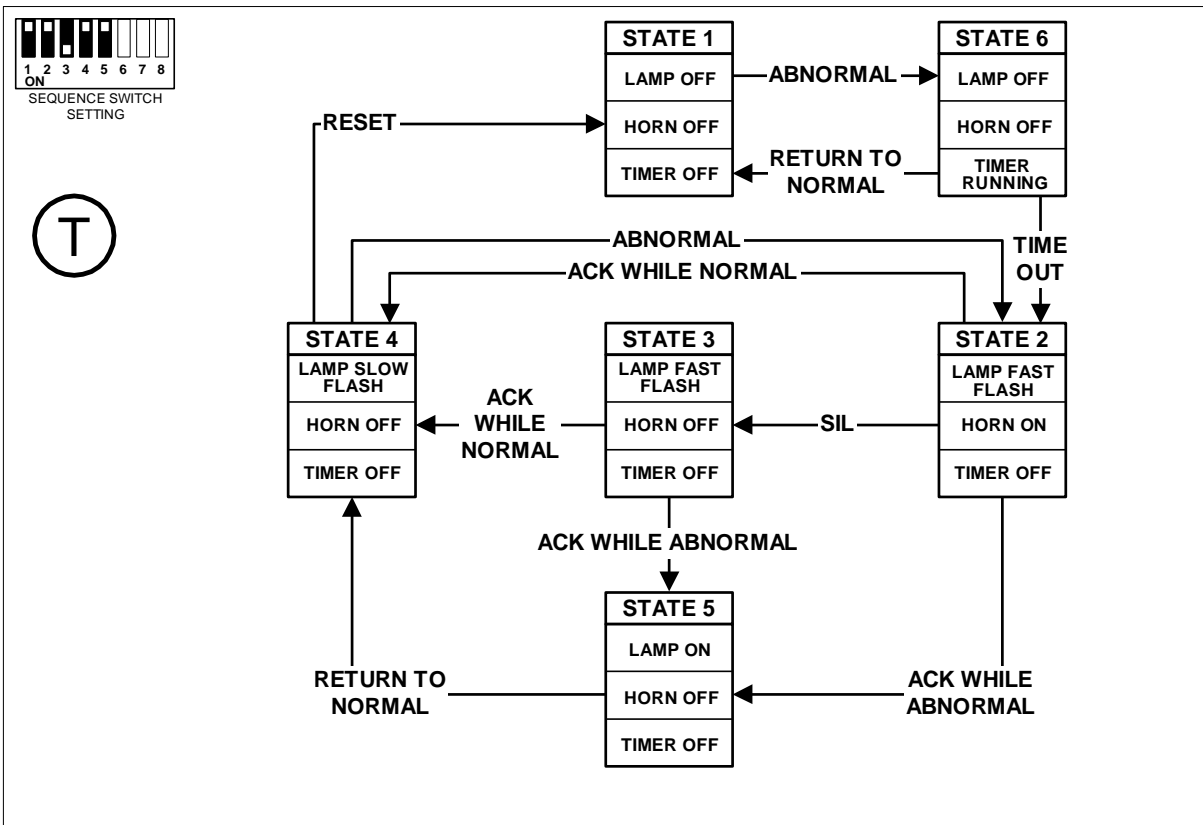 1 2 3 4 5 6 7 8
ON
SEQUENCE SWITCH
SETTING
T
STATE 1
LAMP OFF
HORN OFF
TIMER OFF
ABNORMAL
STATE 6
LAMP OFF
HORN OFF
TIMER
RUNNING
RESET
RETURN TO
NORMAL
ABNORMAL
TIME
OUT
ACK WHILE NORMAL
STATE 4
LAMP SLOW
FLASH
HORN OFF
TIMER OFF
ACK
WHILE
NORMAL
STATE 3
LAMP FAST
FLASH
HORN OFF
TIMER OFF
SIL
STATE 2
LAMP FAST
FLASH
HORN ON
TIMER OFF
ACK WHILE ABNORMAL
STATE 5
LAMP ON
HORN OFF
TIMER OFF
RETURN TO
NORMAL
ACK WHILE
ABNORMAL